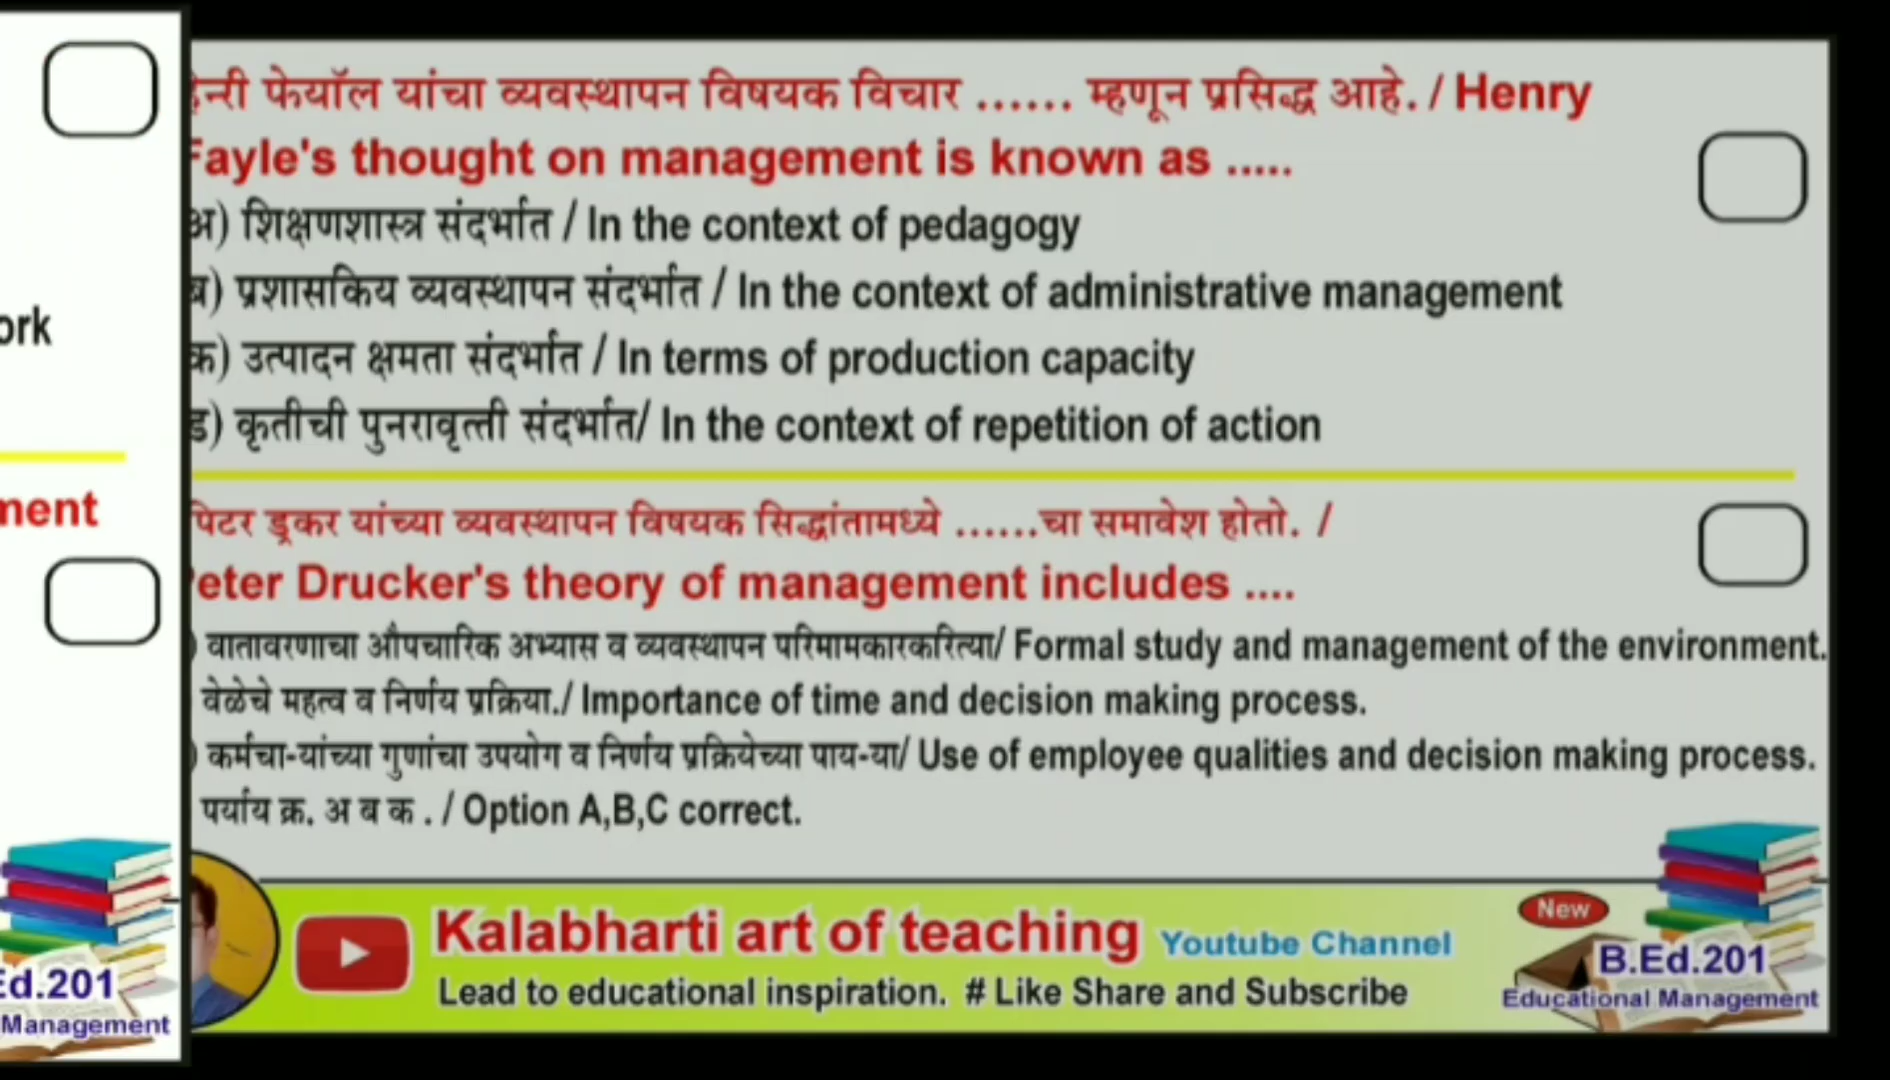 ork
ment
Ed.201
Management
हेन्री फेयॉल यांचा व्यवस्थापन विषयक विचार ...... म्हणून प्रसिद्ध आहे. / Henry
Fayle's thought on management is known as .....
अ) शिक्षणशास्त्र संदर्भात / In the context of pedagogy
ब) प्रशासकिय व्यवस्थापन संदर्भात / In the context of administrative management
क) उत्पादन क्षमता संदर्भात / In terms of production capacity
ड) कृतीची पुनरावृत्ती संदर्भात/ In the context of repetition of action
पिटर ड्रकर यांच्या व्यवस्थापन विषयक सिद्धांतामध्ये ......चा समावेश होतो. /
Peter Drucker's theory of management includes ....
) वातावरणाचा औपचारिक अभ्यास व व्यवस्थापन परिमामकारकरित्या/ Formal study and management of the environment.
वेळेचे महत्व व निर्णय प्रक्रिया./ Importance of time and decision making process.
) कर्मचा-यांच्या गुणांचा उपयोग व निर्णय प्रक्रियेच्या पाय-या/ Use of employee qualities and decision making process.
पर्याय क्र. अ ब क . / Option A,B,C correct.
Kalabharti art of teaching Youtube Channel
Lead to educational inspiration. # Like Share and Subscribe
New
B.Ed.201
Educational Management